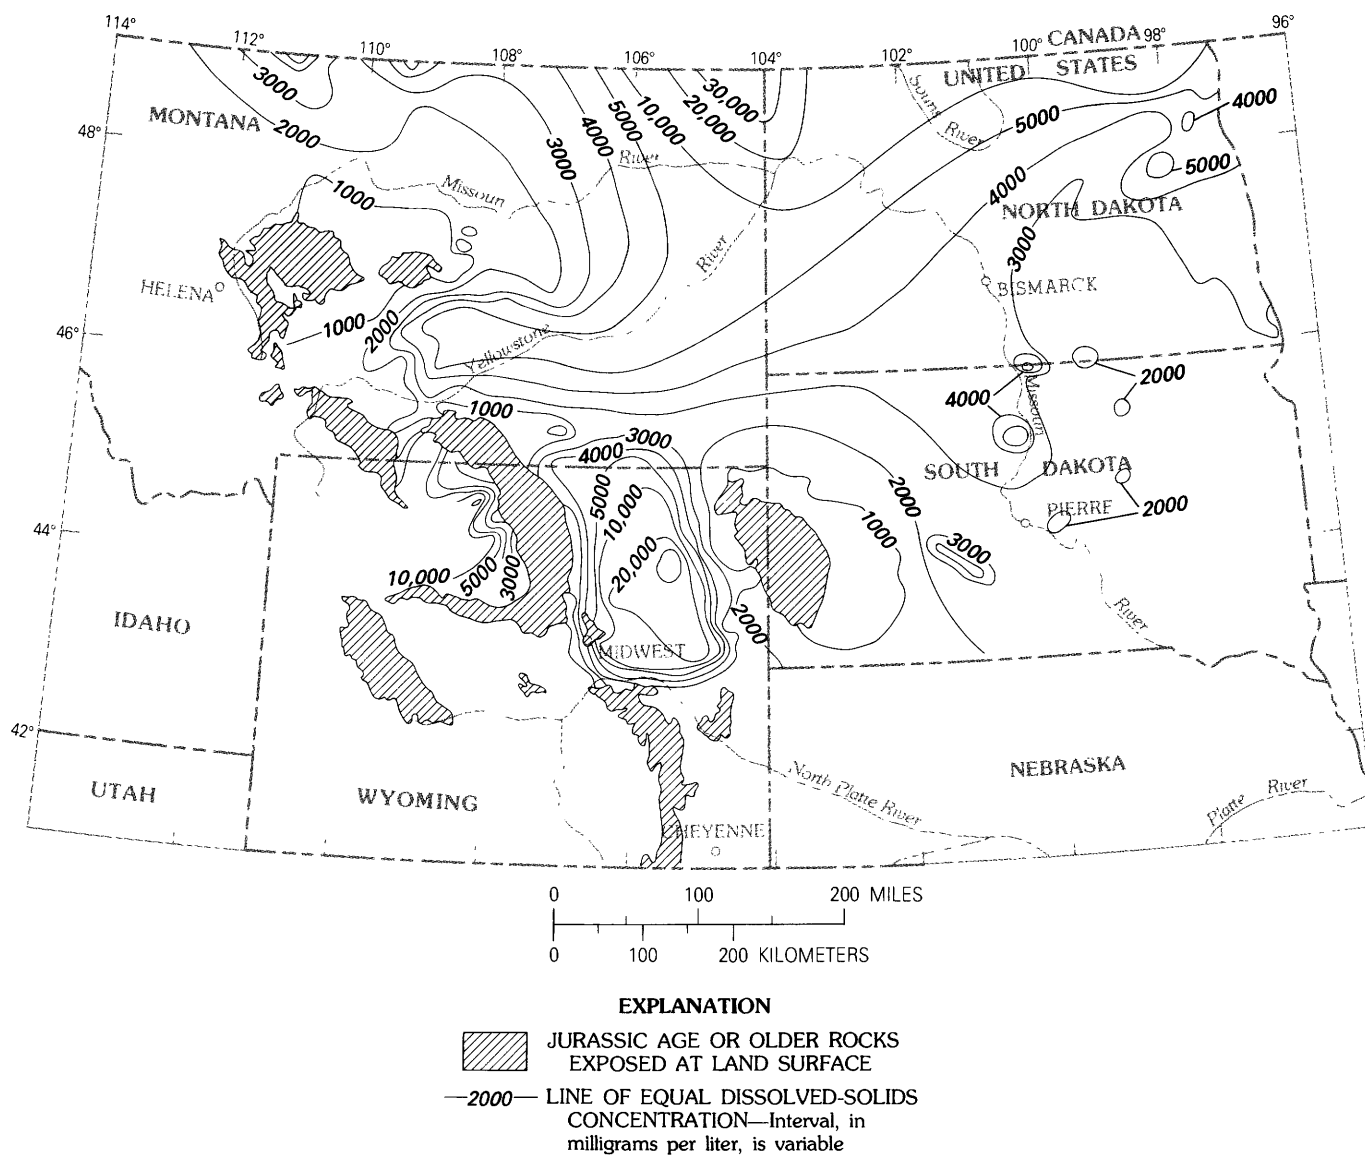 114°
112°
110°
108°
106°
104°
102°
100°
CANADA
98°
96°
UNITED STATES
3000
30,000
20,000
10,000
5000
4000
3000
Souris River
5000
4000
MONTANA
2000
48°
River
5000
Missouri
1000
4000
NORTH DAKOTA
River
3000
HELENA
BISMARCK
1000
2000
46°
Yellowstone
4000
2000
Missouri
1000
3000
4000
SOUTH DAKOTA
5000
10,000
2000
PIERRE
2000
44°
1000
3000
10,000
5000
3000
20,000
2000
River
IDAHO
MIDWEST
42°
UTAH
WYOMING
NEBRASKA
North Platte River
Platte River
CHEYENNE
0 100 200 MILES
0 100 200 KILOMETERS
EXPLANATION
JURASSIC AGE OR OLDER ROCKS
EXPOSED AT LAND SURFACE
—2000— LINE OF EQUAL DISSOLVED-SOLIDS
CONCENTRATION—Interval, in
milligrams per liter, is variable